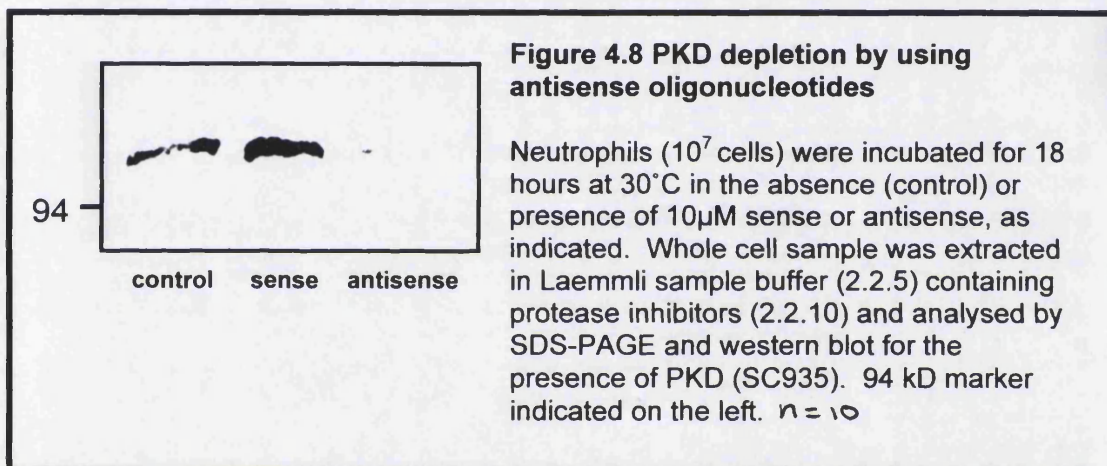 Figure 4.8 PKD depletion by using
antisense oligonucleotides
Neutrophils (10⁷ cells) were incubated for 18
hours at 30°C in the absence (control) or
presence of 10µM sense or antisense, as
indicated. Whole cell sample was extracted
in Laemmli sample buffer (2.2.5) containing
protease inhibitors (2.2.10) and analysed by
SDS-PAGE and western blot for the
presence of PKD (SC935). 94 kD marker
indicated on the left. n = 10
94
control sense antisense